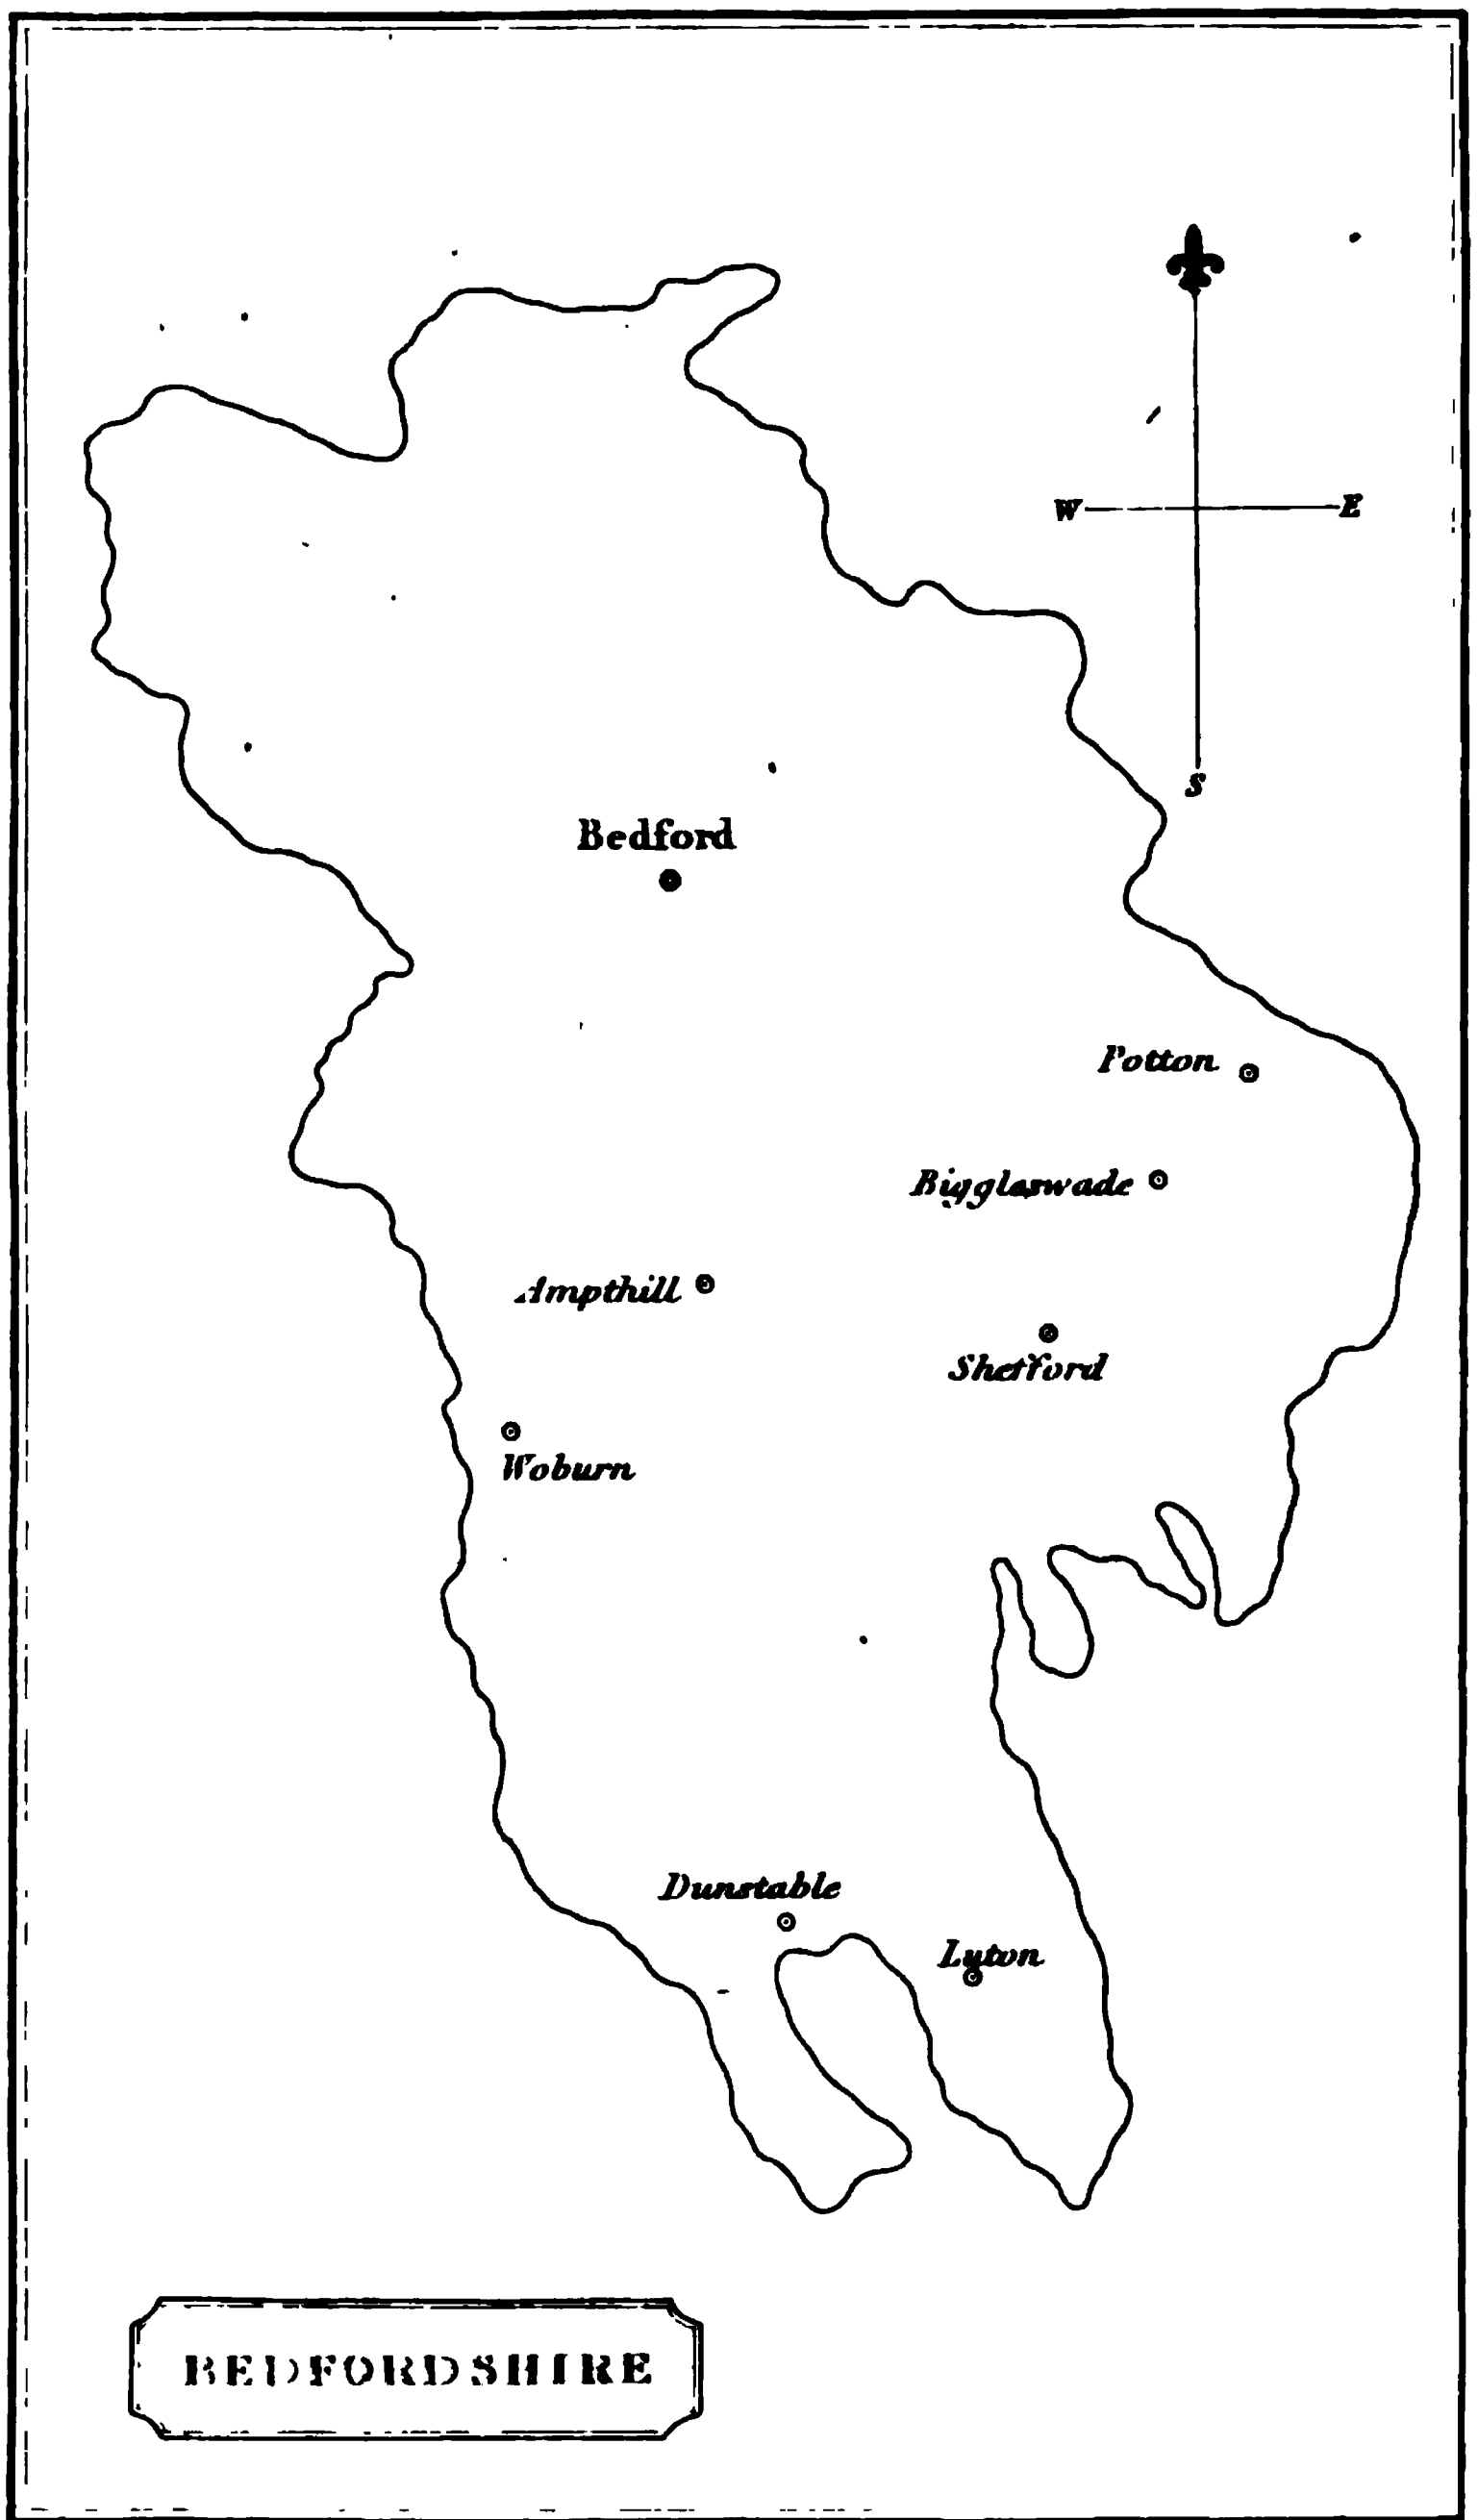 W E
S
Bedford
Potton
Biggleswade
Ampthill
Shefford
Woburn
Dunstable
Luton
BEDFORDSHIRE